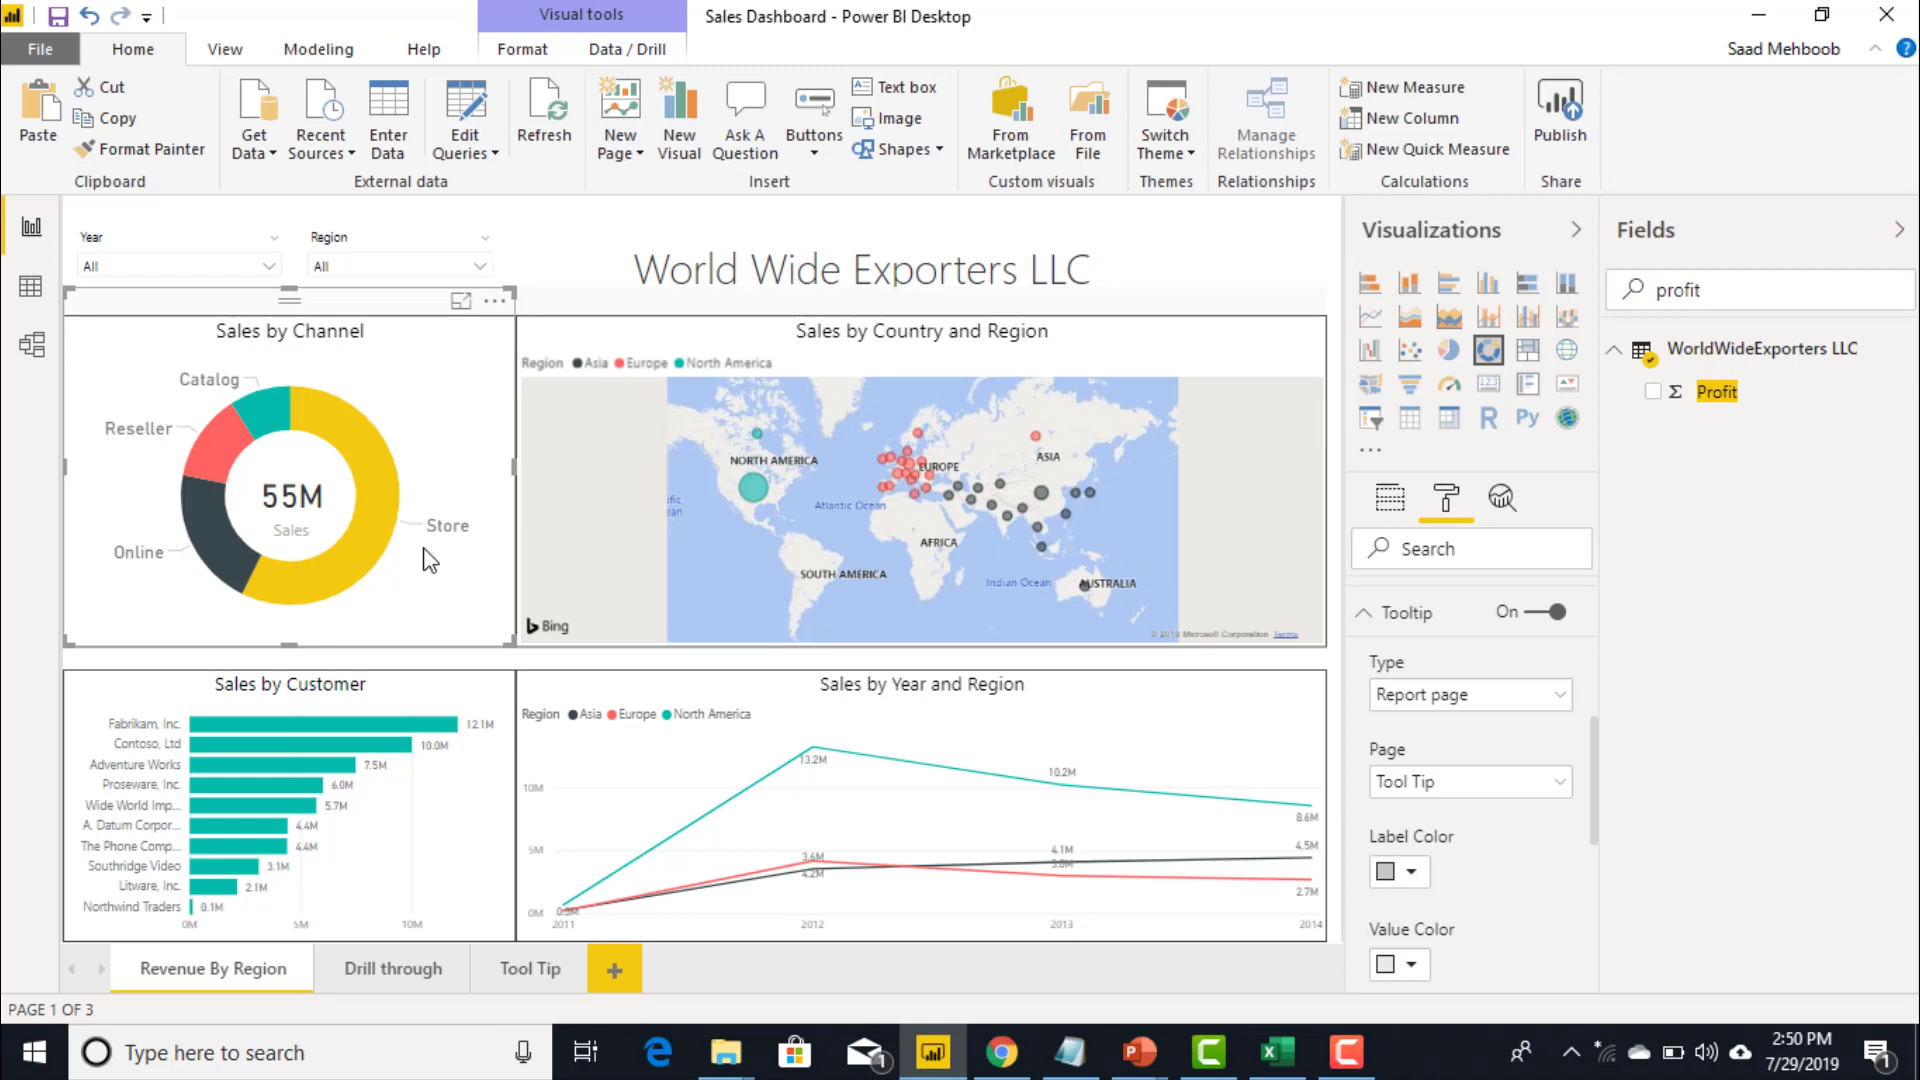 Visual tools
Sales Dashboard - Power BI Desktop
File
Home
View
Modeling
Help
Format
Data / Drill
Saad Mehboob
?
Paste
Cut
Copy
Format Painter
Clipboard
Get
Data
Recent
Sources
Enter
Data
Edit
Queries
External data
Refresh
New
Page
New
Visual
Ask A
Question
Buttons
Text box
Image
Shapes
Insert
From
Marketplace
From
File
Custom visuals
Switch
Theme
Themes
Manage
Relationships
Relationships
New Measure
New Column
New Quick Measure
Calculations
Publish
Share
Year
All
Region
All
World Wide Exporters LLC
Sales by Channel
Catalog
Reseller
Online
Store
55M
Sales
Sales by Country and Region
Region Asia Europe North America
NORTH AMERICA
EUROPE
ASIA
Atlantic Ocean
AFRICA
SOUTH AMERICA
Indian Ocean
AUSTRALIA
Bing
© 2019 Microsoft Corporation Terms
Sales by Customer
Fabrikam, Inc. 12.1M
Contoso, Ltd 10.0M
Adventure Works 7.5M
Proseware, Inc. 6.0M
Wide World Imp... 5.7M
A. Datum Corpor... 4.4M
The Phone Comp... 4.4M
Southridge Video 3.1M
Litware, Inc. 2.1M
Northwind Traders 0.1M
0M 5M 10M
Sales by Year and Region
Region Asia Europe North America
13.2M
10.2M
8.6M
10M
5M
3.6M
4.2M
4.1M
4.5M
2.7M
0M
2011 2012 2013 2014
Revenue By Region
Drill through
Tool Tip
+
PAGE 1 OF 3
Visualizations
123
R
Py
Search
Tooltip
On
Type
Report page
Page
Tool Tip
Label Color
Value Color
Fields
profit
WorldWideExporters LLC
Σ Profit
Type here to search
1
2:50 PM
7/29/2019
1